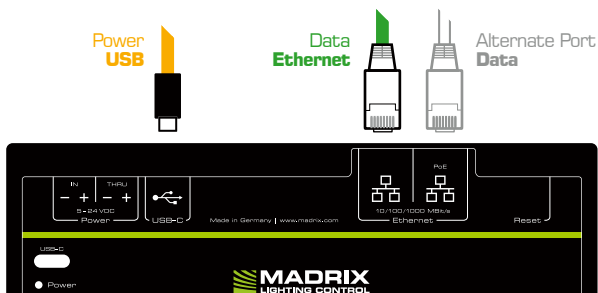 Power
USB
Data
Ethernet
Alternate Port
Data
IN
THRU
PoE
- + - +
5-24 VDC
Power
USB-C
Made in Germany | www.madrix.com
10/100/1000 MBit/s
Ethernet
Reset
USB-C
Power
MADRIX
LIGHTING CONTROL